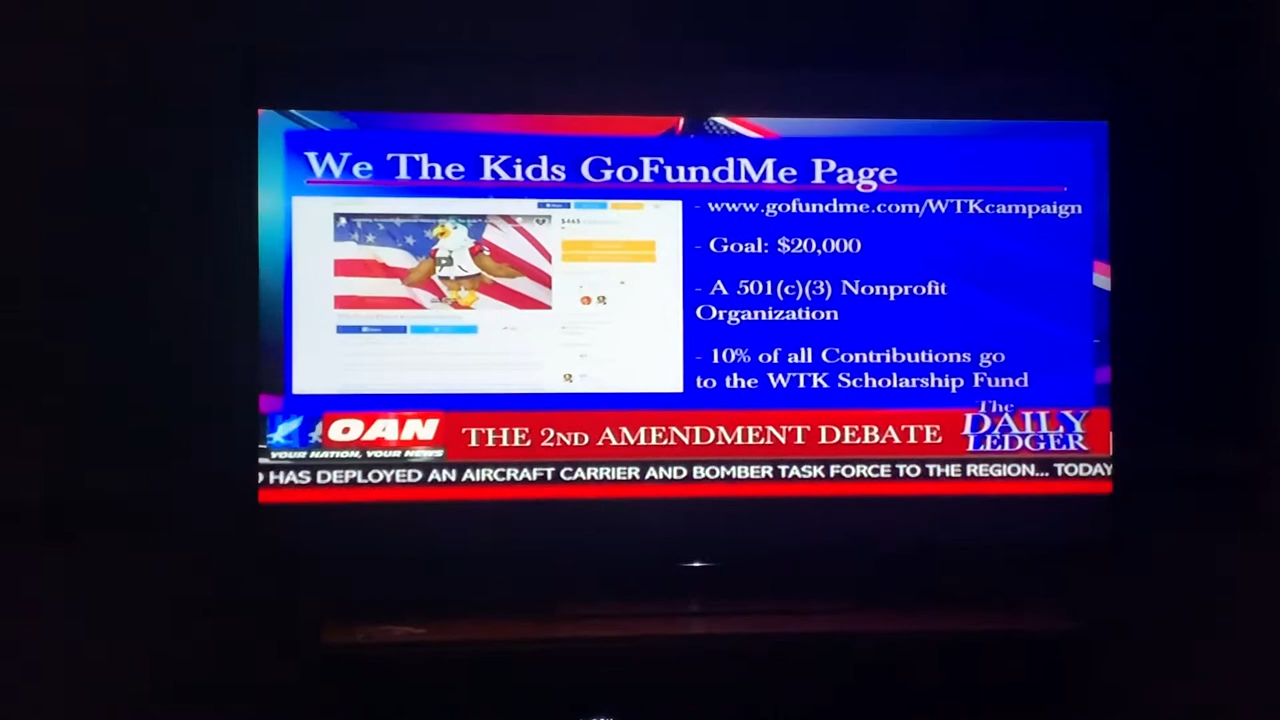 We The Kids GoFundMe Page
- www.gofundme.com/WTKcampaign
- Goal: $20,000
- A 501(c)(3) Nonprofit
Organization
- 10% of all Contributions go
to the WTK Scholarship Fund
$465
Share
OAN
YOUR NATION, YOUR NEWS
THE 2ND AMENDMENT DEBATE
The
DAILY
LEDGER
HAS DEPLOYED AN AIRCRAFT CARRIER AND BOMBER TASK FORCE TO THE REGION... TODAY